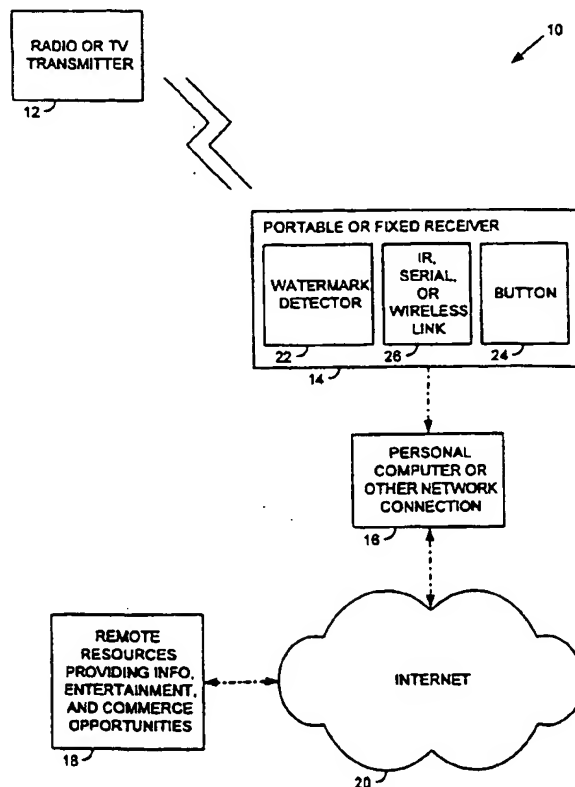 RADIO OR TV
TRANSMITTER
12
10
PORTABLE OR FIXED RECEIVER
WATERMARK
DETECTOR
22
IR,
SERIAL,
OR
WIRELESS
LINK
26
BUTTON
24
14
PERSONAL
COMPUTER OR
OTHER NETWORK
CONNECTION
16
REMOTE
RESOURCES
PROVIDING INFO,
ENTERTAINMENT,
AND COMMERCE
OPPORTUNITIES
18
INTERNET
20